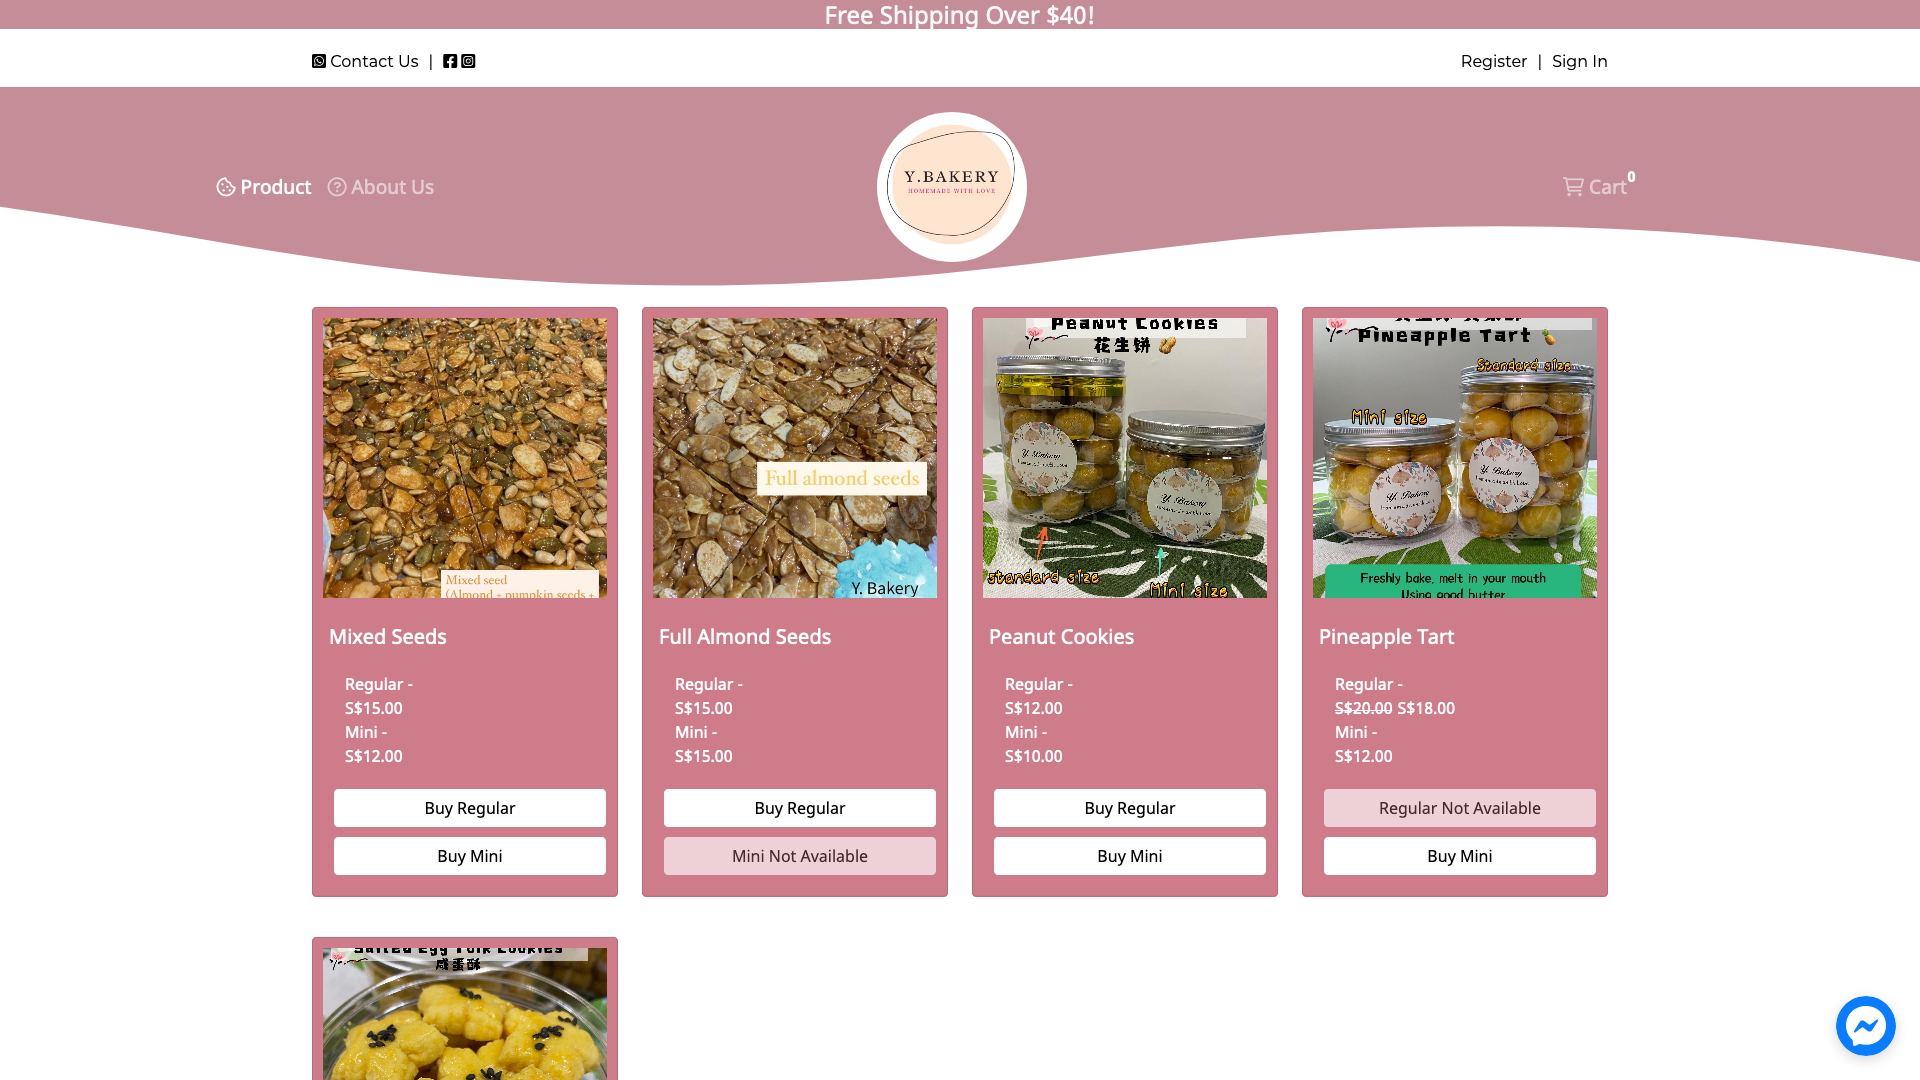 Free Shipping Over $40!
Contact Us | 
Register | Sign In
Product
About Us
Y.BAKERY
HOMEMADE WITH LOVE
Cart 0
Mixed seed
(Almond + pumpkin seeds +
Mixed Seeds
Regular -
S$15.00
Mini -
S$12.00
Buy Regular
Buy Mini
Full almond seeds
Y. Bakery
Full Almond Seeds
Regular -
S$15.00
Mini -
S$15.00
Buy Regular
Mini Not Available
Peanut Cookies
花生饼
Y. Bakery
Y. Bakery
standard size
Mini size
Peanut Cookies
Regular -
S$12.00
Mini -
S$10.00
Buy Regular
Buy Mini
Pineapple Tart
Standard size
Mini size
Y. Bakery
Y. Bakery
Freshly bake, melt in your mouth
Using good butter
Pineapple Tart
Regular -
S$20.00 S$18.00
Mini -
S$12.00
Regular Not Available
Buy Mini
Salted Egg Yolk Cookies
咸蛋酥